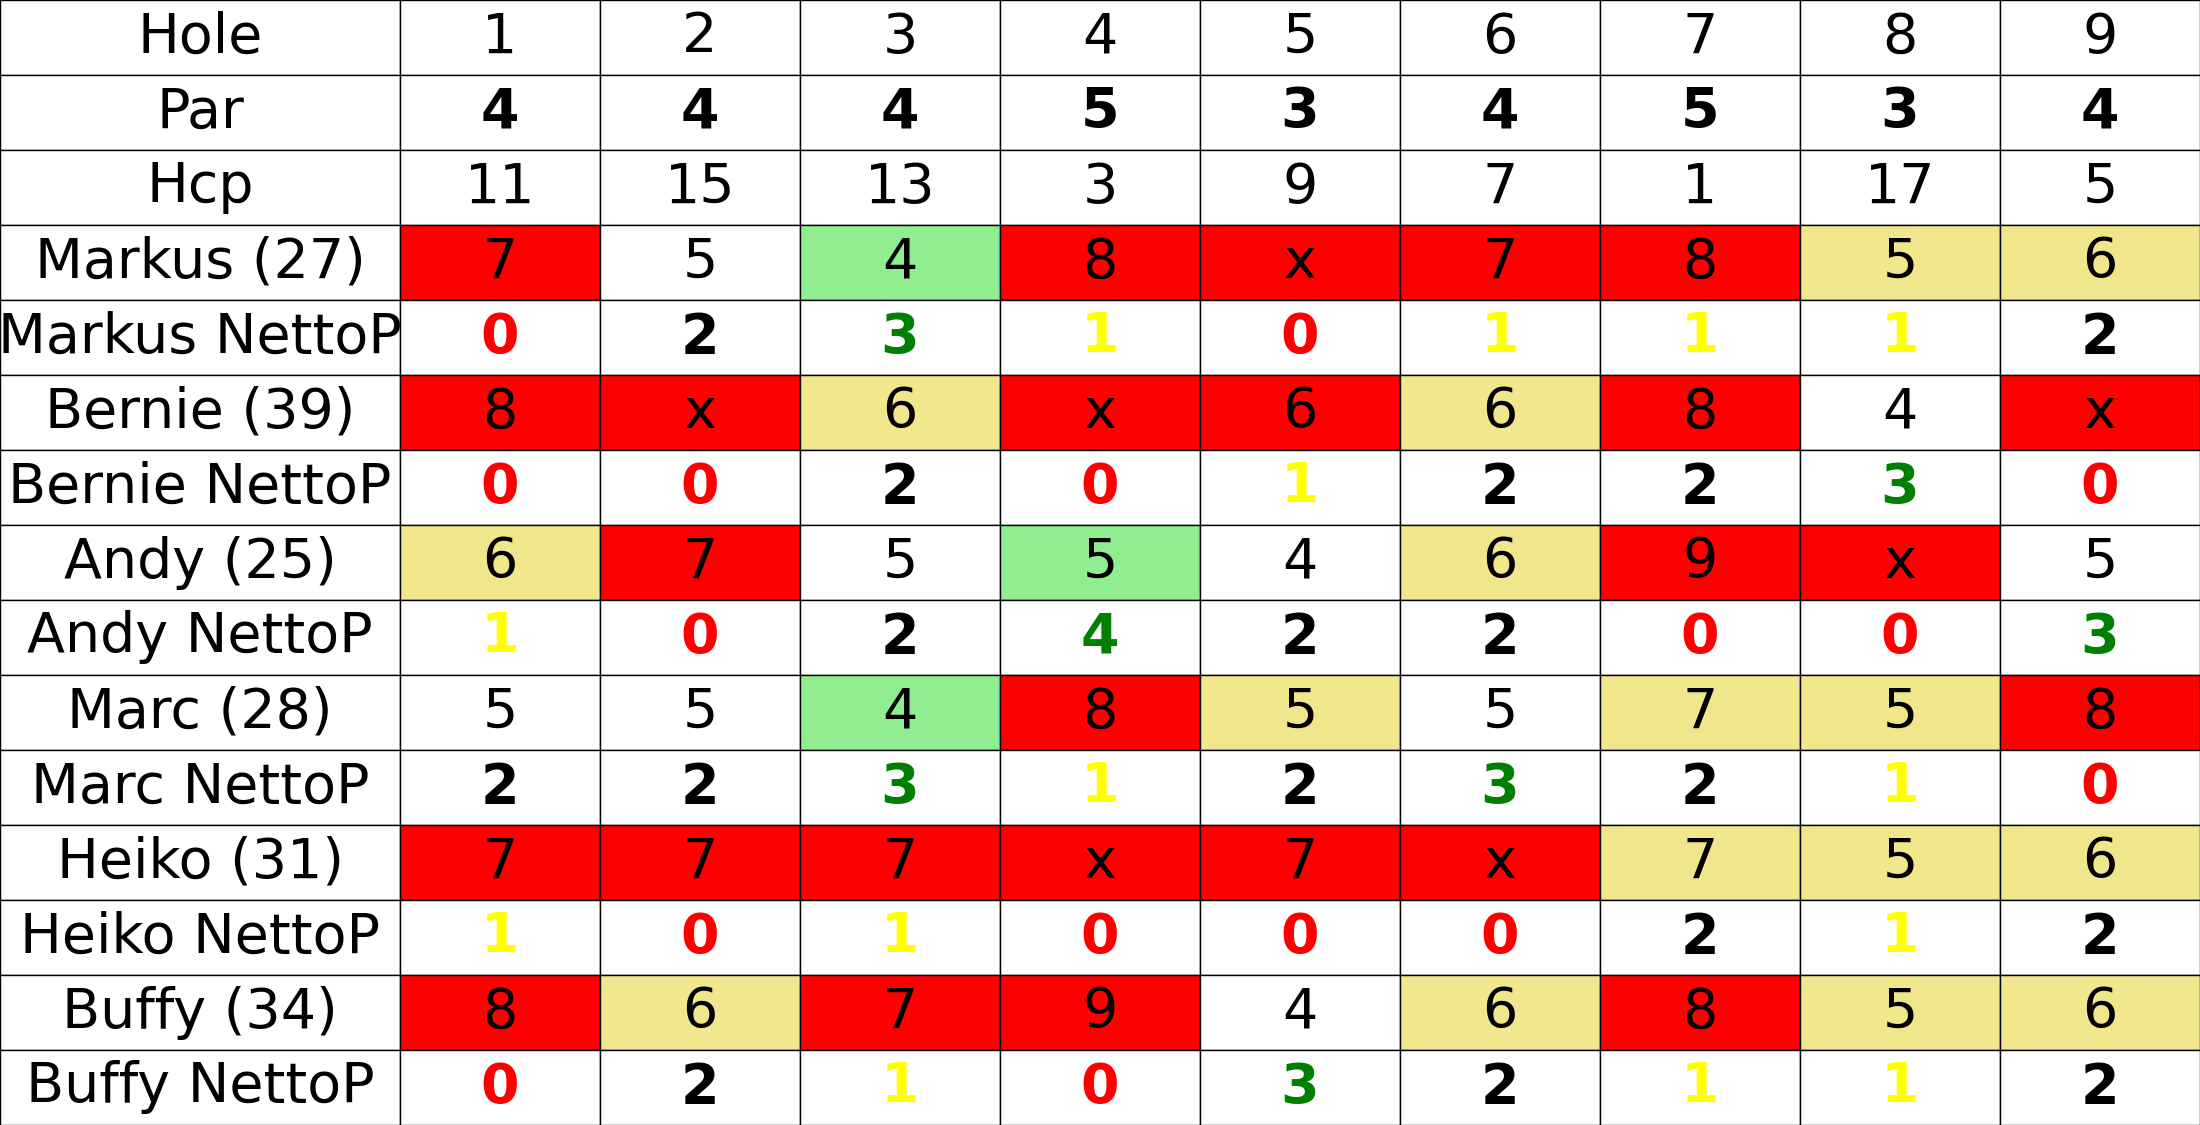 Hole 1 2 3 4 5 6 7 8 9
Par 4 4 4 5 3 4 5 3 4
Hcp 11 15 13 3 9 7 1 17 5
Markus (27) 7 5 4 8 x 7 8 5 6
Markus NettoP 0 2 3 1 0 1 1 1 2
Bernie (39) 8 x 6 x 6 6 8 4 x
Bernie NettoP 0 0 2 0 1 2 2 3 0
Andy (25) 6 7 5 5 4 6 9 x 5
Andy NettoP 1 0 2 4 2 2 0 0 3
Marc (28) 5 5 4 8 5 5 7 5 8
Marc NettoP 2 2 3 1 2 3 2 1 0
Heiko (31) 7 7 7 x 7 x 7 5 6
Heiko NettoP 1 0 1 0 0 0 2 1 2
Buffy (34) 8 6 7 9 4 6 8 5 6
Buffy NettoP 0 2 1 0 3 2 1 1 2